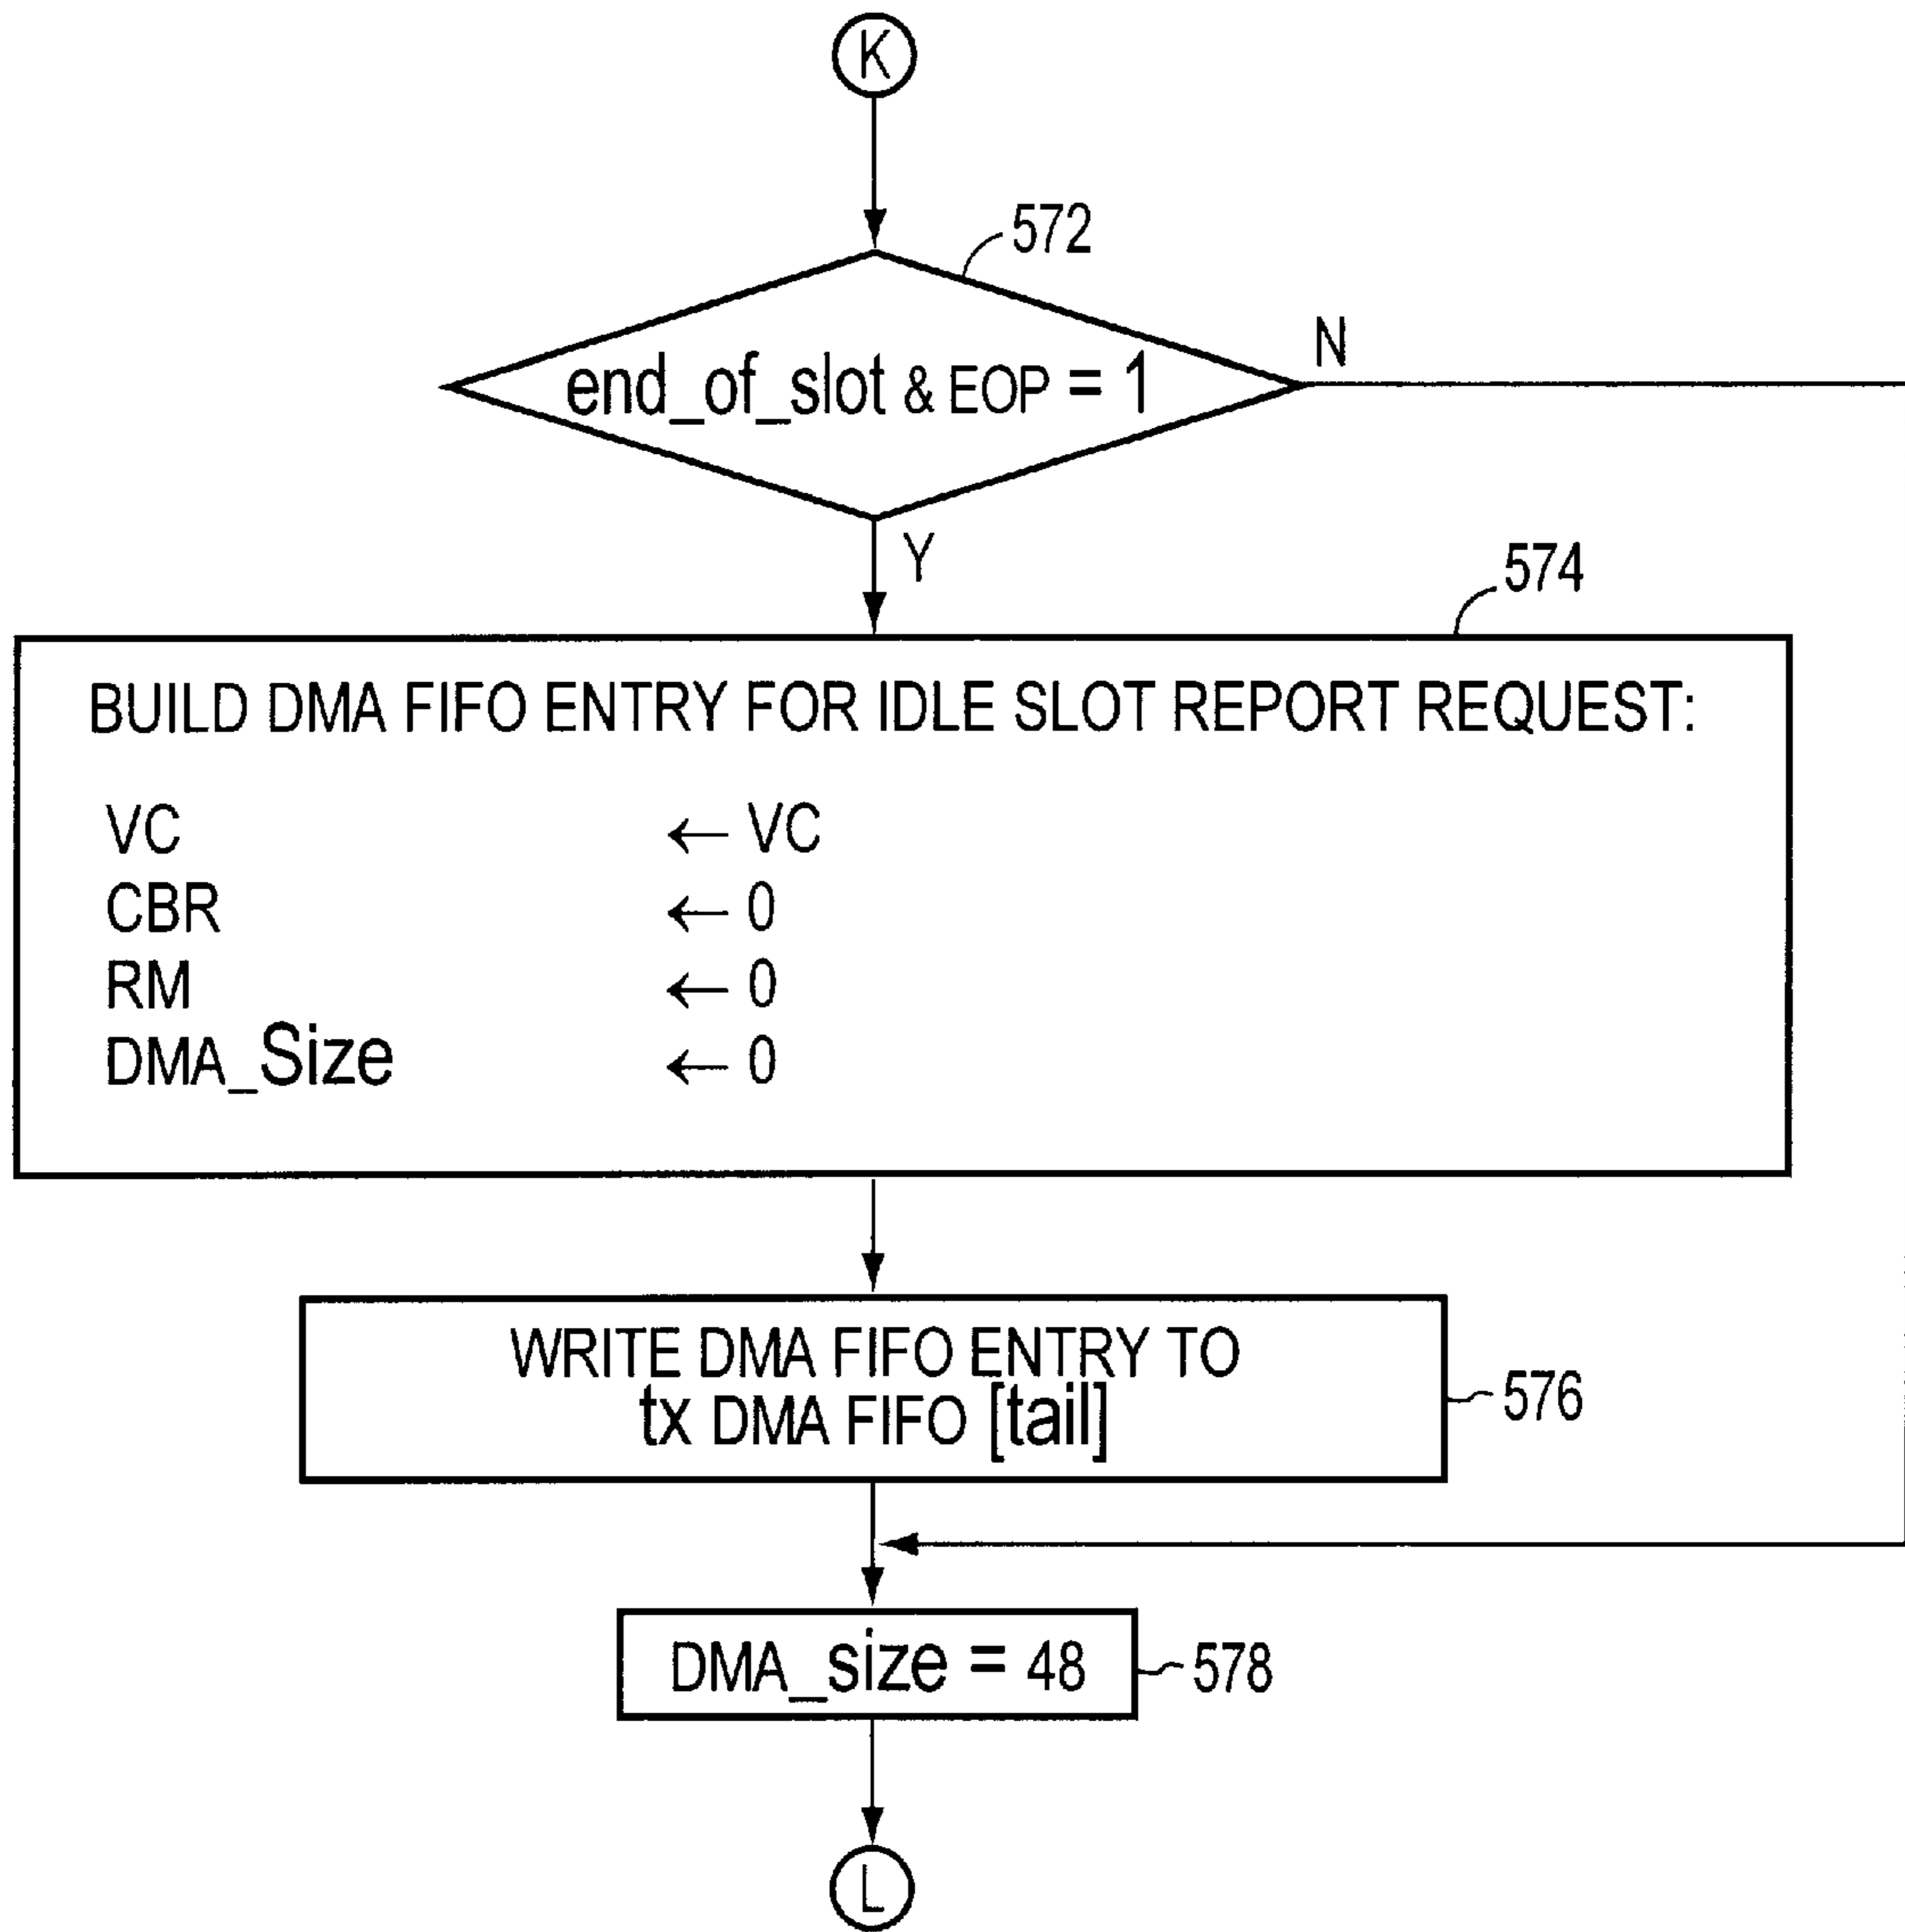 K
572
end_of_slot & EOP = 1
N
Y
574
BUILD DMA FIFO ENTRY FOR IDLE SLOT REPORT REQUEST:
VC ← VC
CBR ← 0
RM ← 0
DMA_Size ← 0
WRITE DMA FIFO ENTRY TO
tx DMA FIFO [tail]
576
DMA_size = 48
578
L